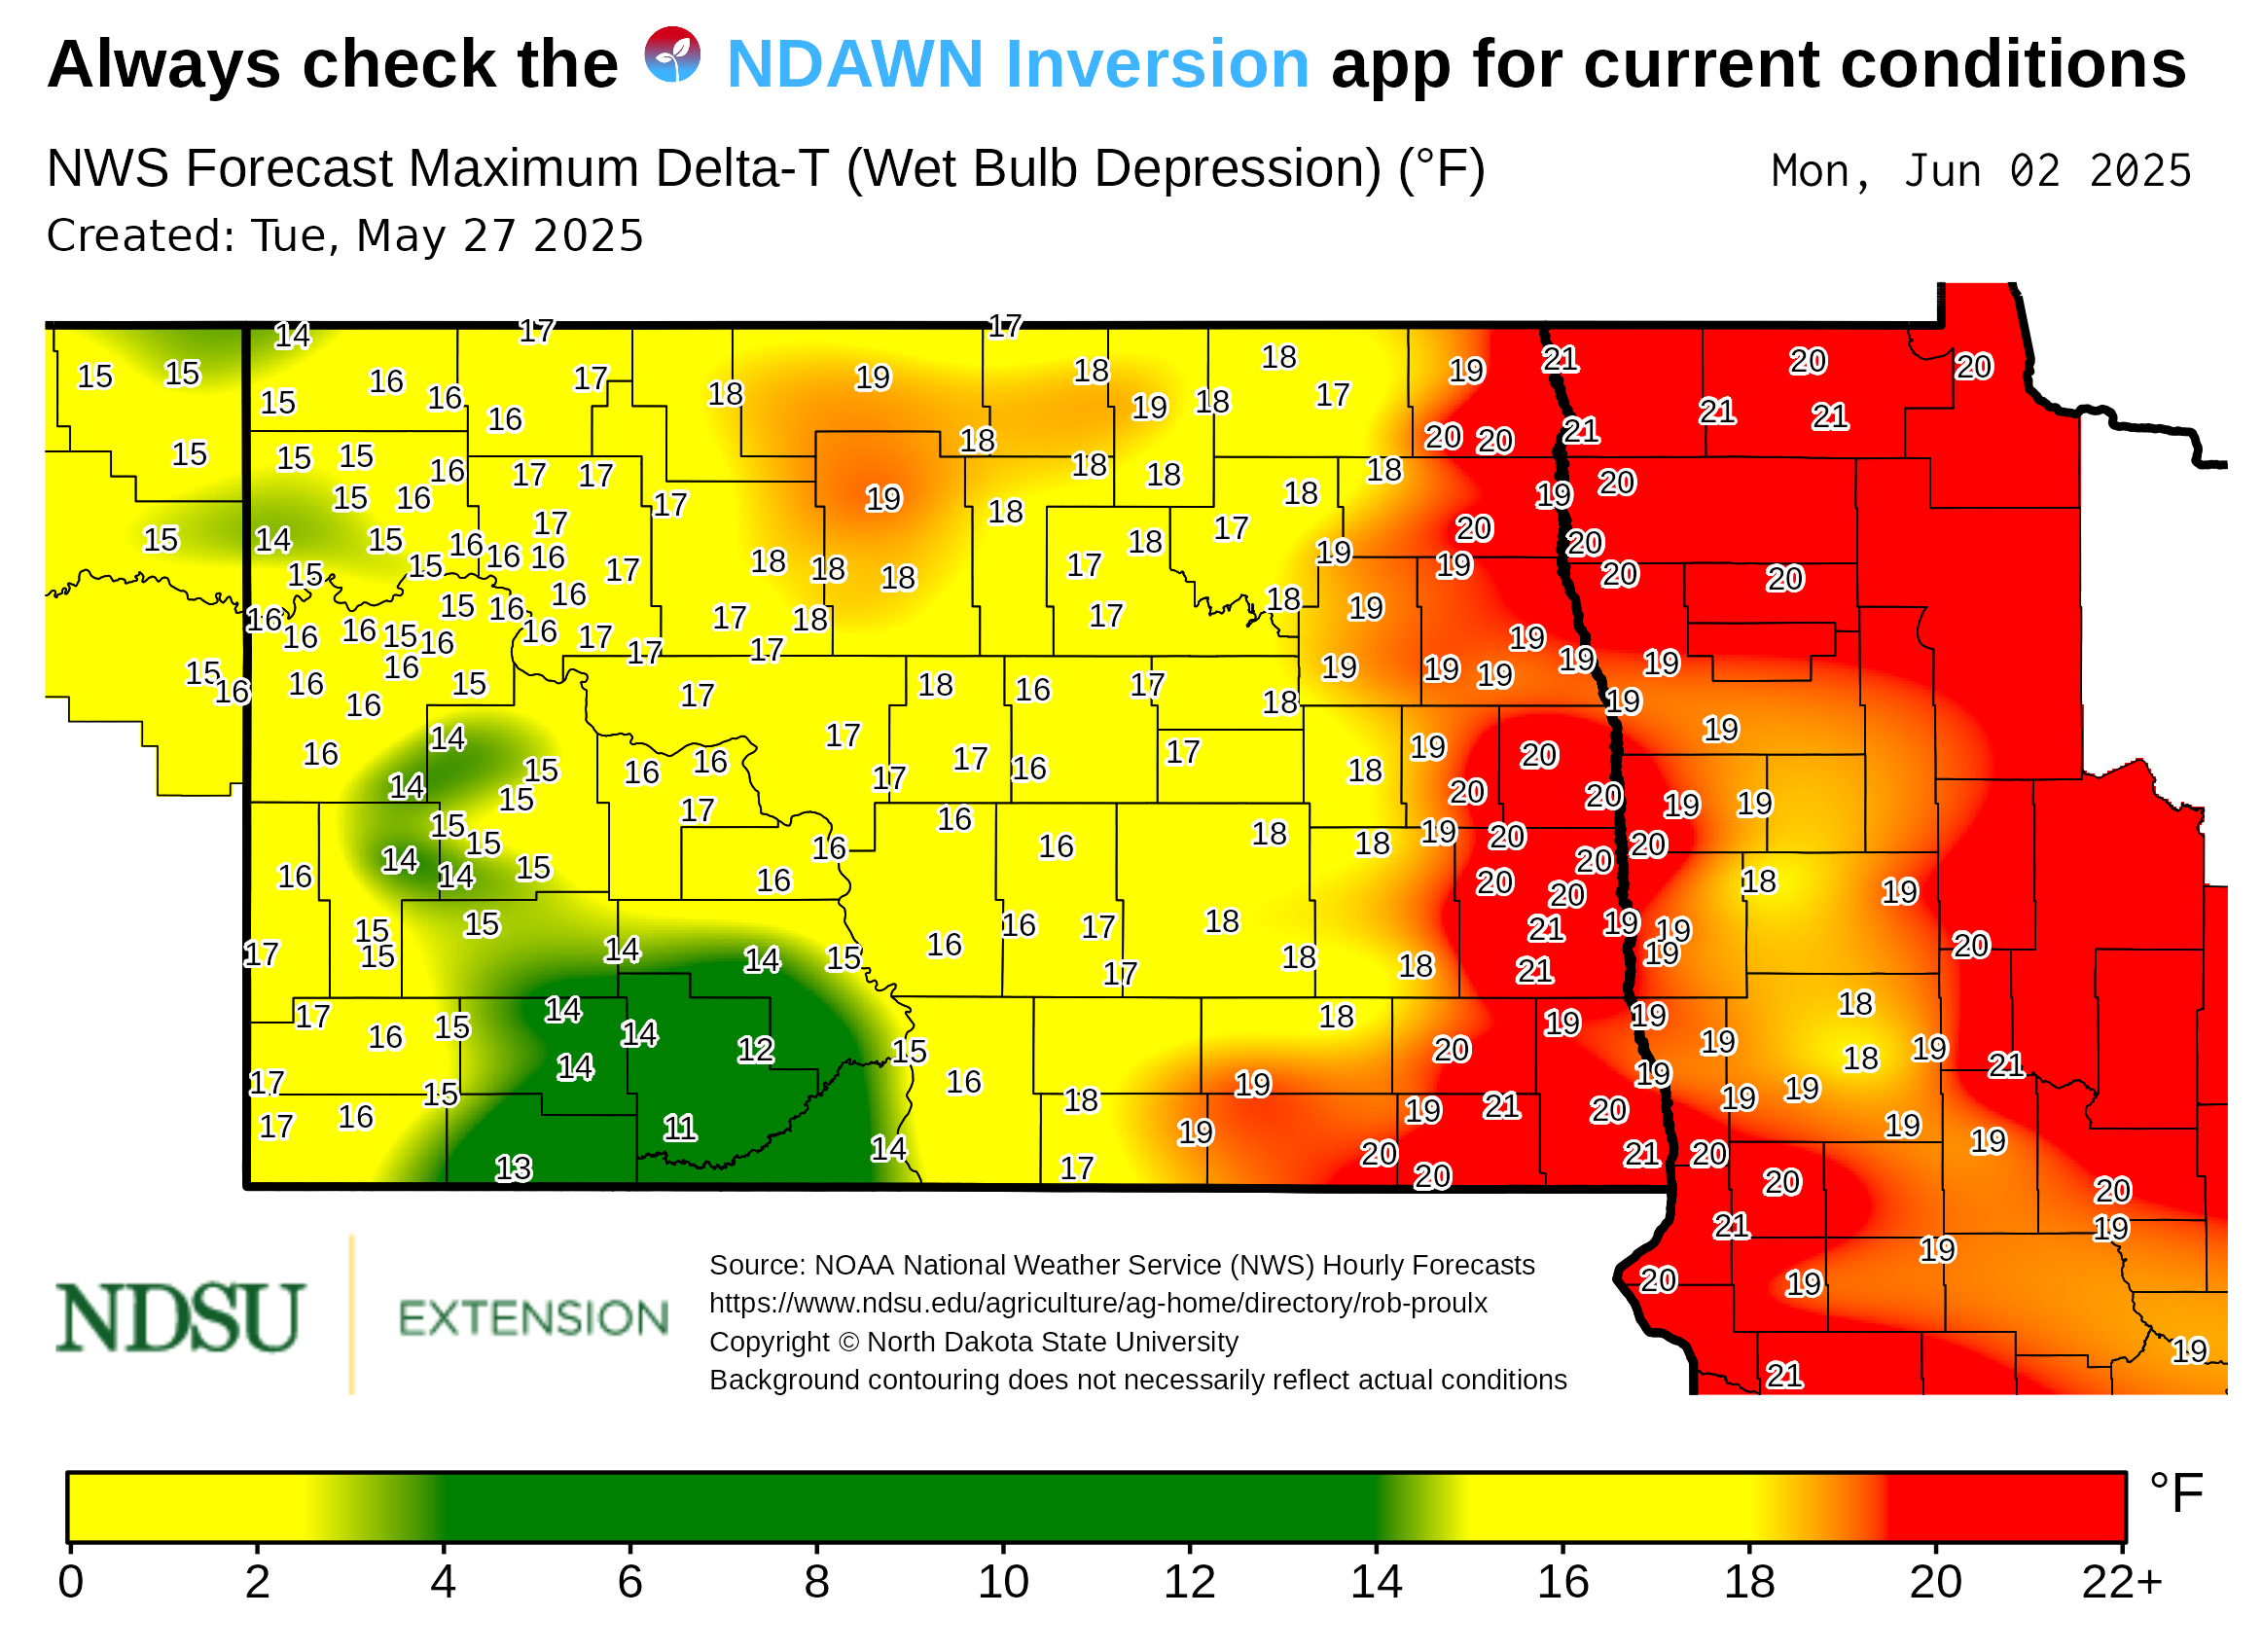 Always check the NDAWN Inversion app for current conditions
NWS Forecast Maximum Delta-T (Wet Bulb Depression) (°F) Mon, Jun 02 2025
Created: Tue, May 27 2025
14 17 17
15 15 16 16 17 18 19 18 18 19 21 20 20
15 16 19 18 17 21 21
15 15 15 16 17 17 18 18 18 18 20 20 21
15 16 17 17 19 18 18 19 20
15 14 15 16 16 17 16 18 17 20 20
15 15 17 18 18 18 17 19 19 20 20
16 16 16 15 16 15 16 16 16 17 17 17 18 17 18 19 19
15 16 16 16 15 17 17 18 16 17 18 19 19 19 19 19
16 16 14 17 17 19 19 19
14 15 16 16 17 17 16 17 18 20 20
15 15 17 16 18 20 20 19 19
16 14 15 14 15 16 16 16 18 19 20 20 20
15 15 16 17 18 20 20 18 19
17 15 15 14 14 15 16 17 18 18 21 19 19 19 20
17 16 15 14 14 12 17 18 21 19 19 18
17 15 14 15 16 18 19 20 19 19 18 19 21
17 16 13 11 14 17 19 20 19 21 20 19 19 19
20 21 20 20 19 20
21 19 19
20 19 19
21
NDSU EXTENSION
Source: NOAA National Weather Service (NWS) Hourly Forecasts
https://www.ndsu.edu/agriculture/ag-home/directory/rob-proulx
Copyright © North Dakota State University
Background contouring does not necessarily reflect actual conditions
°F
0 2 4 6 8 10 12 14 16 18 20 22+